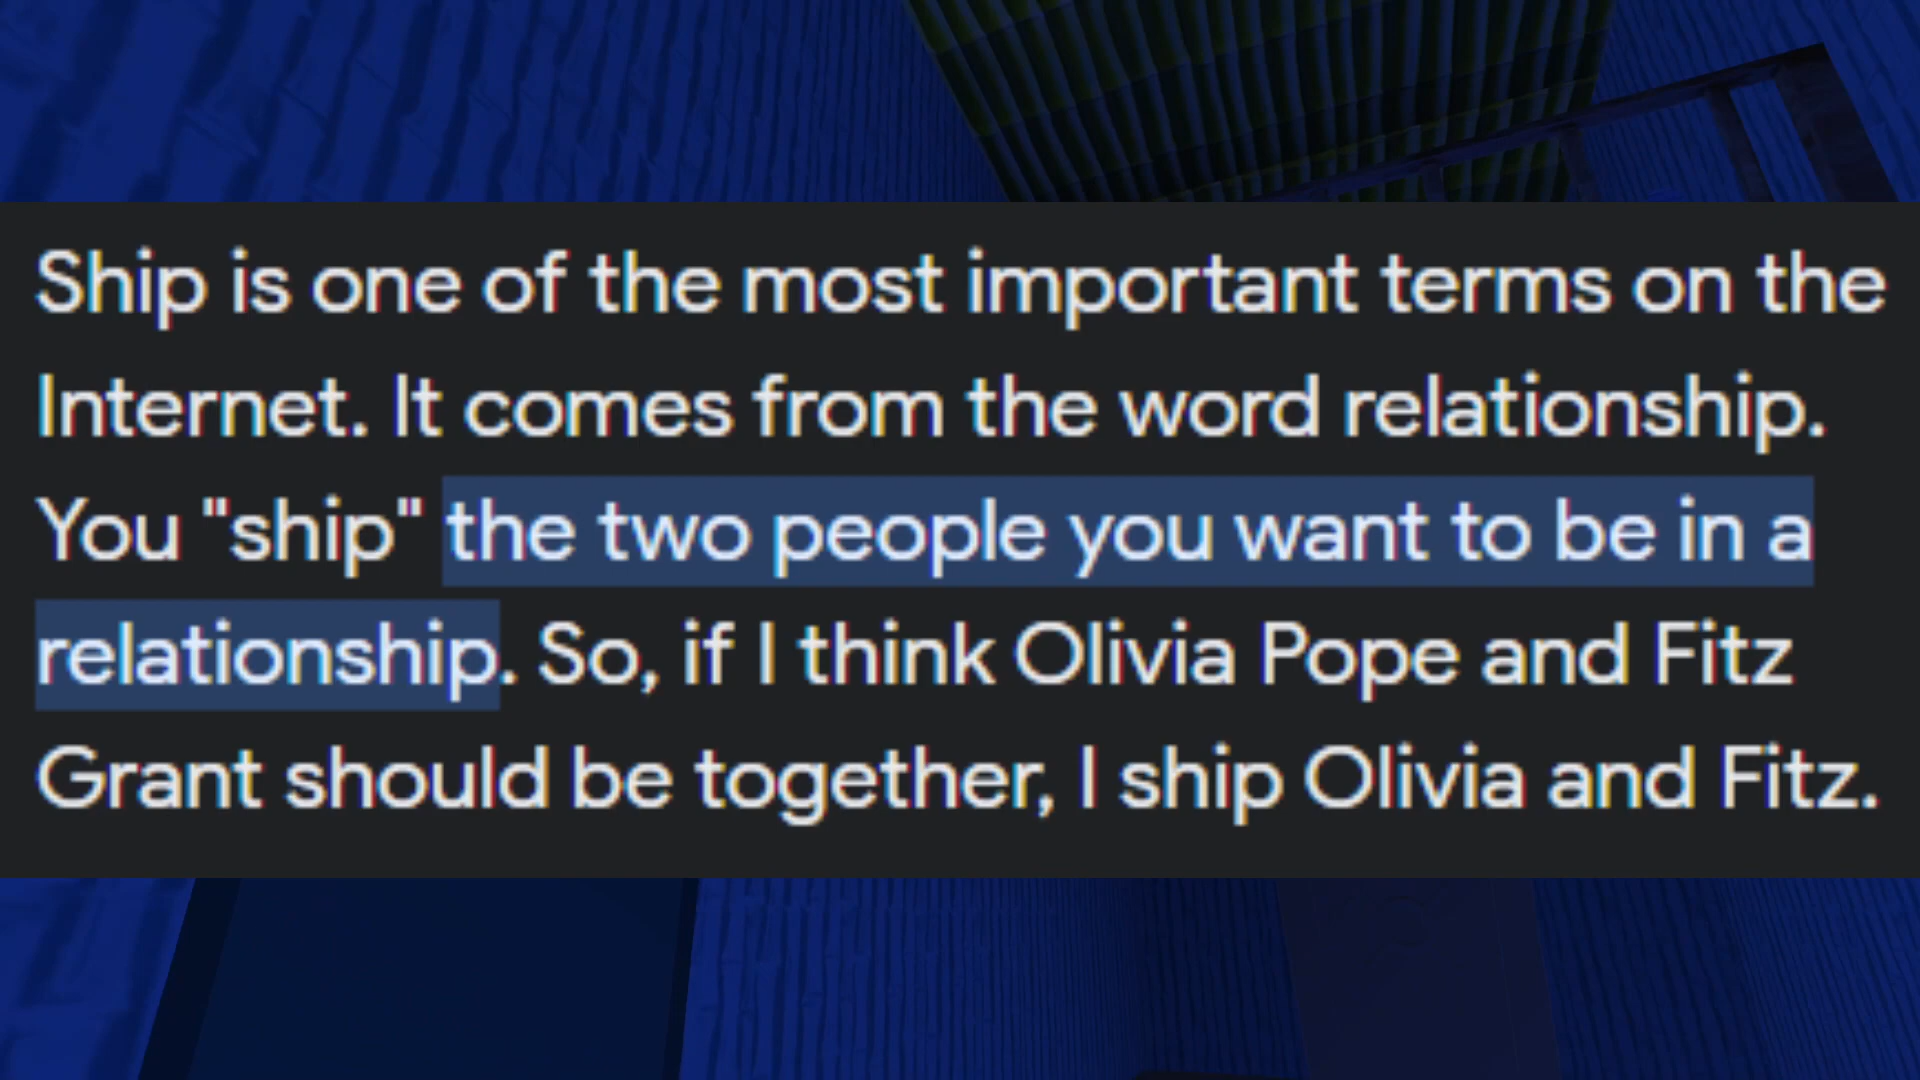 Ship is one of the most important terms on the
Internet. It comes from the word relationship.
You "ship" the two people you want to be in a
relationship. So, if I think Olivia Pope and Fitz
Grant should be together, I ship Olivia and Fitz.